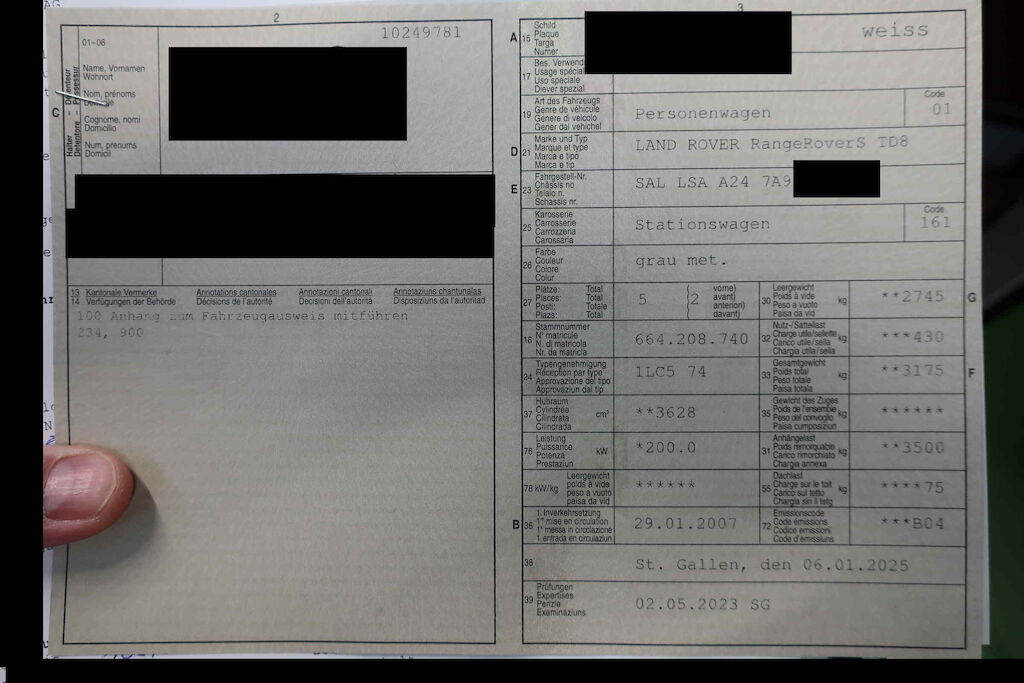 2
10249781
01-06
Halter – Détenteur
Detentore – Possessur
Name, Vornamen
Wohnort
Nom, prénoms
Cognome, nomi
Domicilio
Num, prenums
Domicil
C
13 Kantonale Vermerke Annotations cantonales Annotazioni cantonali Annotaziuns chantunalas
14 Verfügungen der Behörde Décisions de l'autorité Decisioni dell'autorità Disposiziuns da l'autoritad
100 Anhang zum Fahrzeugausweis mitführen
234, 900
3
A 15 Schild
Plaque
Targa
Numer
weiss
17 Bes. Verwend
Usage spécial
Uso speciale
Diever spezial
19 Art des Fahrzeugs
Genre de véhicule
Genere di veicolo
Gener dal vehichel
Personenwagen
Code
01
D 21 Marke und Typ
Marque et type
Marca e tipo
Marca e tip
LAND ROVER RangeRoverS TD8
E 23 Fahrgestell-Nr.
Châssis no
Telaio n.
Schassis nr.
SAL LSA A24 7A9
25 Karosserie
Carrosserie
Carrozzeria
Carossaria
Stationswagen
Code
161
26 Farbe
Couleur
Colore
Colur
grau met.
27 Plätze: Total vorne)
Places: Total avant)
Posti: Totale anteriori)
Plazs: Total davant)
5 (2
30 Leergewicht
Poids à vide
Peso a vuoto
Paisa da vid
kg
**2745
G
18 Stammnummer
N° matricule
N. di matricola
Nr. da matricla
664.208.740
32 Nutz-/Sattellast
Charge utile/sellette
Carico utile/sella
Chargia utila/sella
kg
***430
24 Typengenehmigung
Réception par type
Approvazione del tipo
Approvaziun dal tip
1LC5 74
33 Gesamtgewicht
Poids total
Peso totale
Paisa totala
kg
**3175
F
37 Hubraum
Cylindrée
Cilindrata
Cilindrada
cm³
**3628
35 Gewicht des Zuges
Poids de l'ensemble
Peso del convoglio
Paisa cumposiziun
kg
******
76 Leistung
Puissance
Potenza
Prestaziun
kW
*200.0
31 Anhängelast
Poids remorquable
Carico rimorchiato
Chargia annexa
kg
**3500
78 kW/kg Leergewicht
poids à vide
peso a vuoto
paisa da vid
******
55 Dachlast
Charge sur le toit
Carico sul tetto
Chargia sin il tetg
kg
****75
B 36 1. Inverkehrsetzung
1re mise en circulation
1a messa in circolazione
1. entrada en circulaziun
29.01.2007
72 Emissionscode
Code émissions
Codice emissioni
Code d'emissiuns
***B04
38
St. Gallen, den 06.01.2025
39 Prüfungen
Expertises
Perizie
Examinaziuns
02.05.2023 SG